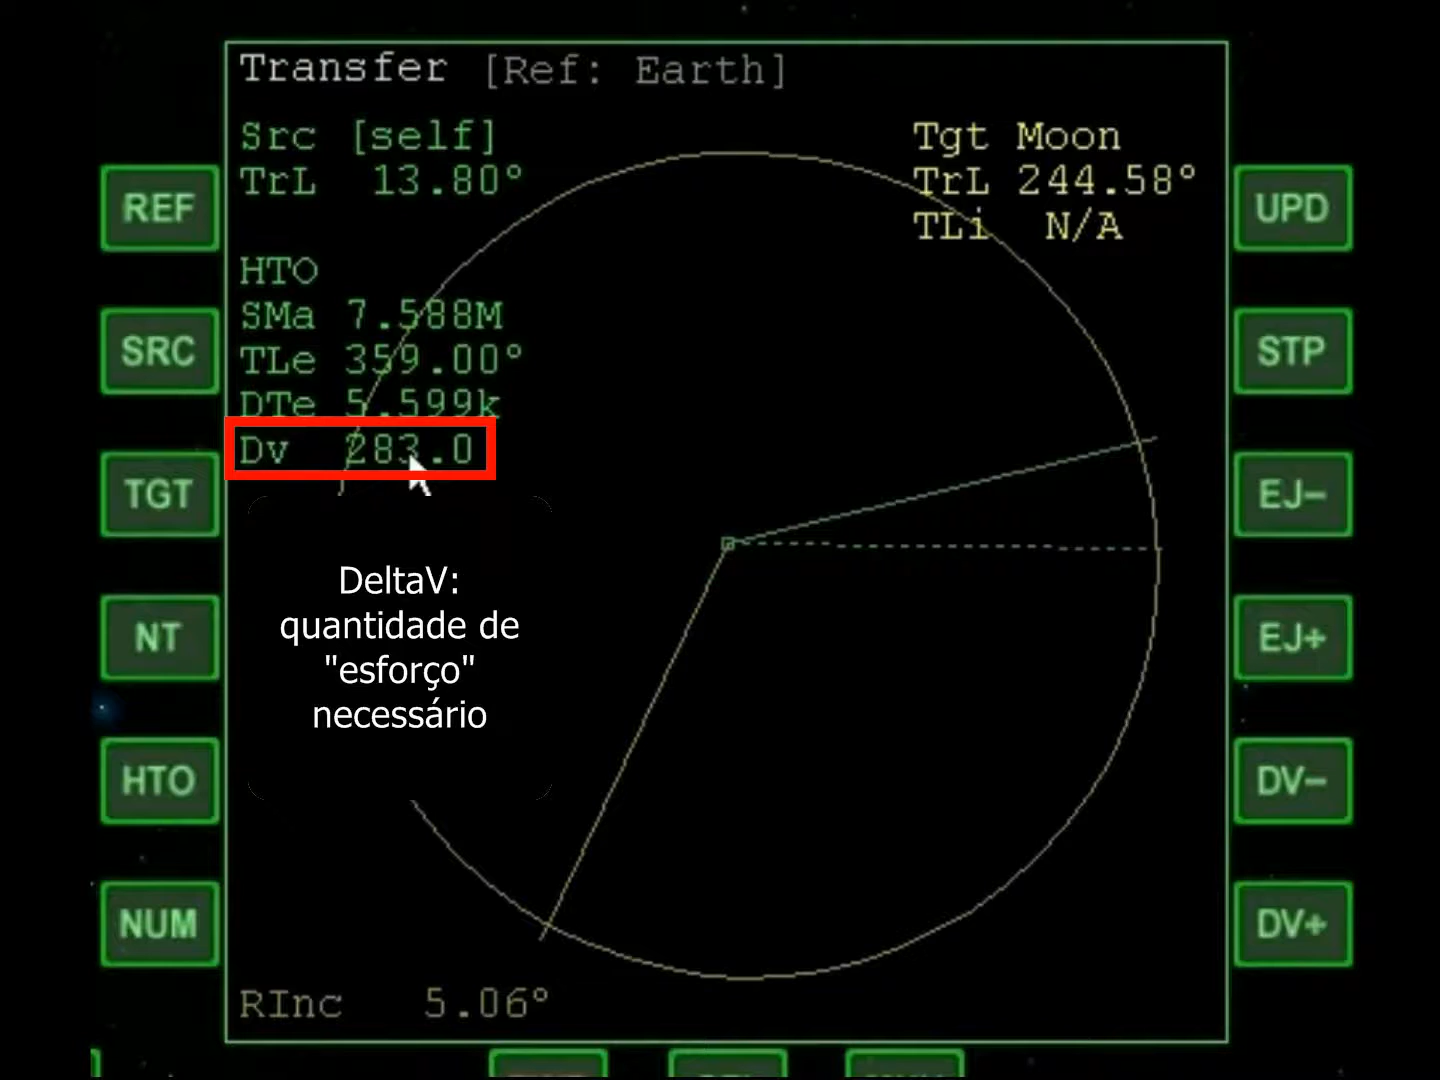 Transfer [Ref: Earth]
Src [self]
TrL 13.80°
Tgt Moon
TrL 244.58°
TLi N/A
HTO
SMa 7.588M
TLe 359.00°
DTe 5.599k
Dv 283.0
DeltaV:
quantidade de
"esforço"
necessário
RInc 5.06°
REF
SRC
TGT
NT
HTO
NUM
UPD
STP
EJ-
EJ+
DV-
DV+